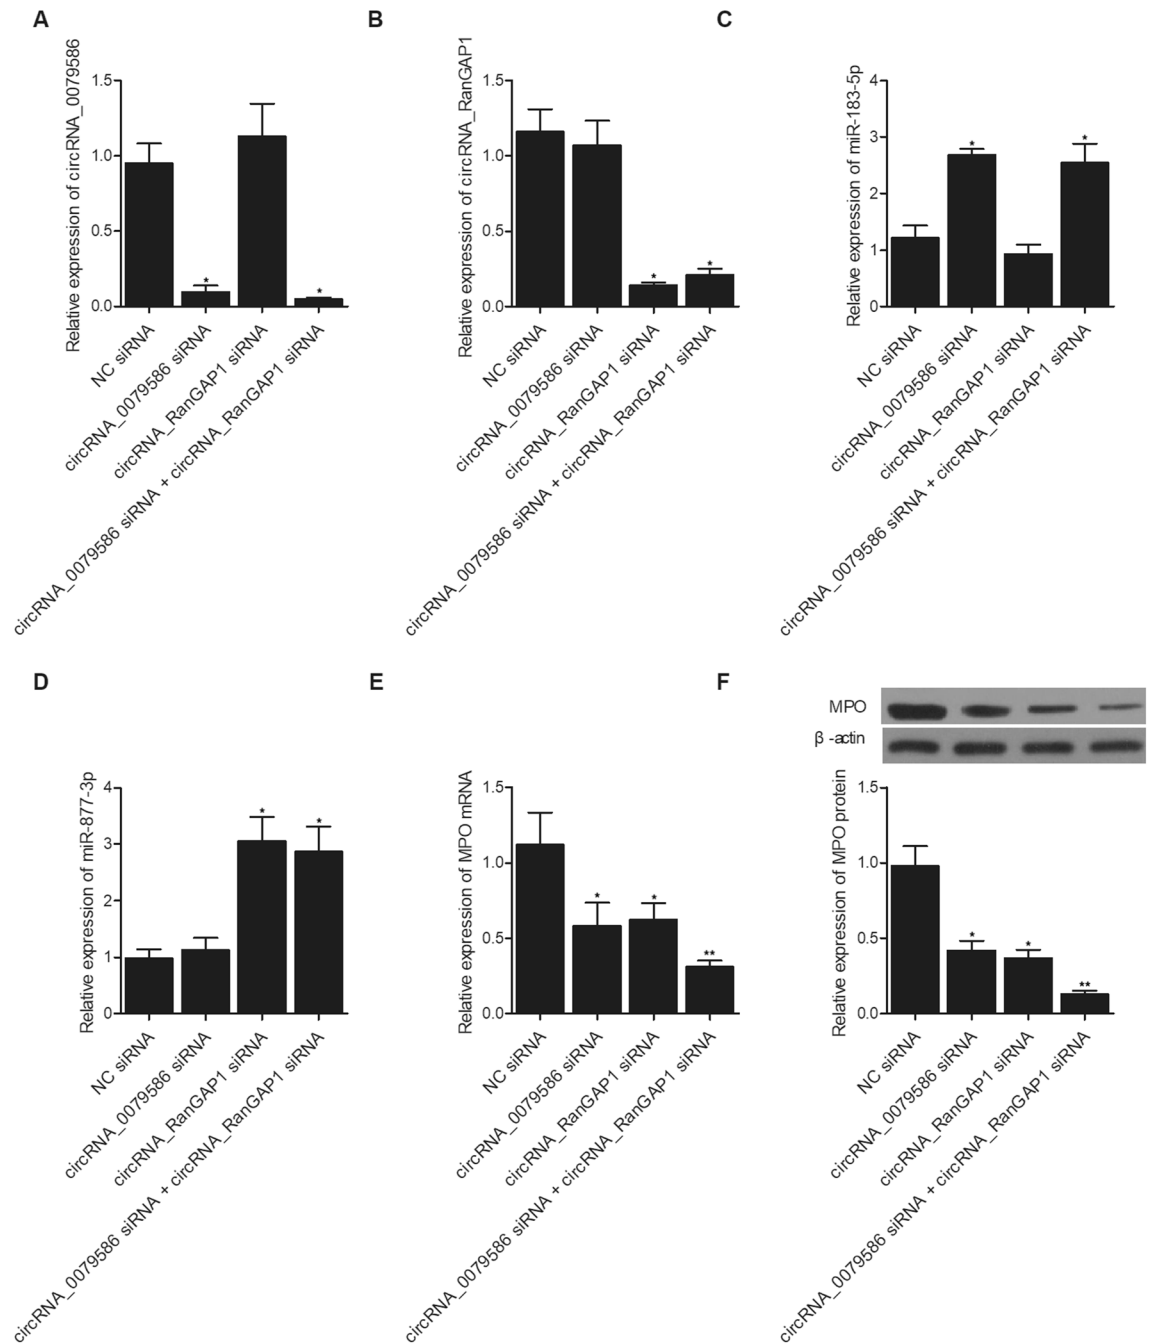 A
Relative expression of circRNA_0079586
1.5
1.0
0.5
0.0
*
*
NC siRNA
circRNA_0079586 siRNA
circRNA_RanGAP1 siRNA
circRNA_0079586 siRNA + circRNA_RanGAP1 siRNA
B
Relative expression of circRNA_RanGAP1
1.5
1.0
0.5
0.0
*
*
NC siRNA
circRNA_0079586 siRNA
circRNA_RanGAP1 siRNA
circRNA_0079586 siRNA + circRNA_RanGAP1 siRNA
C
Relative expression of miR-183-5p
4
3
2
1
0
*
*
NC siRNA
circRNA_0079586 siRNA
circRNA_RanGAP1 siRNA
circRNA_0079586 siRNA + circRNA_RanGAP1 siRNA
D
Relative expression of miR-877-3p
4
3
2
1
0
*
*
NC siRNA
circRNA_0079586 siRNA
circRNA_RanGAP1 siRNA
circRNA_0079586 siRNA + circRNA_RanGAP1 siRNA
E
Relative expression of MPO mRNA
1.5
1.0
0.5
0.0
*
*
**
NC siRNA
circRNA_0079586 siRNA
circRNA_RanGAP1 siRNA
circRNA_0079586 siRNA + circRNA_RanGAP1 siRNA
F
MPO
β -actin
Relative expression of MPO protein
1.5
1.0
0.5
0.0
*
*
**
NC siRNA
circRNA_0079586 siRNA
circRNA_RanGAP1 siRNA
circRNA_0079586 siRNA + circRNA_RanGAP1 siRNA